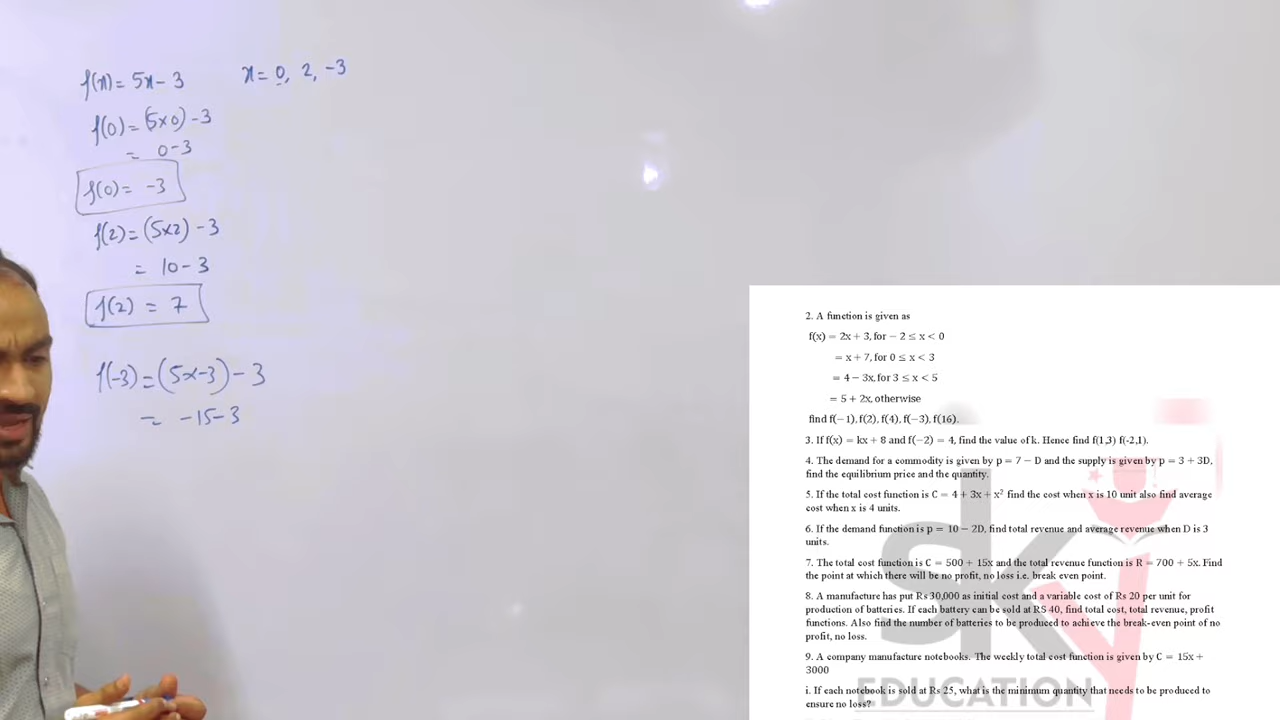 f(x) = 5x - 3 x = 0, 2, -3
f(0) = (5×0) - 3
= 0-3
f(0) = -3
f(2) = (5×2) - 3
= 10-3
f(2) = 7
f(-3) = (5×-3) - 3
= -15-3
2. A function is given as
f(x) = 2x + 3, for − 2 ≤ x < 0
= x + 7, for 0 ≤ x < 3
= 4 − 3x, for 3 ≤ x < 5
= 5 + 2x, otherwise
find f(−1), f(2), f(4), f(−3), f(16).
3. If f(x) = kx + 8 and f(−2) = 4, find the value of k. Hence find f(1,3) f(-2,1).
4. The demand for a commodity is given by p = 7 − D and the supply is given by p = 3 + 3D,
find the equilibrium price and the quantity.
5. If the total cost function is C = 4 + 3x + x² find the cost when x is 10 unit also find average
cost when x is 4 units.
6. If the demand function is p = 10 − 2D, find total revenue and average revenue when D is 3
units.
7. The total cost function is C = 500 + 15x and the total revenue function is R = 700 + 5x. Find
the point at which there will be no profit, no loss i.e. break even point.
8. A manufacture has put Rs 30,000 as initial cost and a variable cost of Rs 20 per unit for
production of batteries. If each battery can be sold at RS 40, find total cost, total revenue, profit
functions. Also find the number of batteries to be produced to achieve the break-even point of no
profit, no loss.
9. A company manufacture notebooks. The weekly total cost function is given by C = 15x +
3000
i. If each notebook is sold at Rs 25, what is the minimum quantity that needs to be produced to
ensure no loss?
sky
EDUCATION